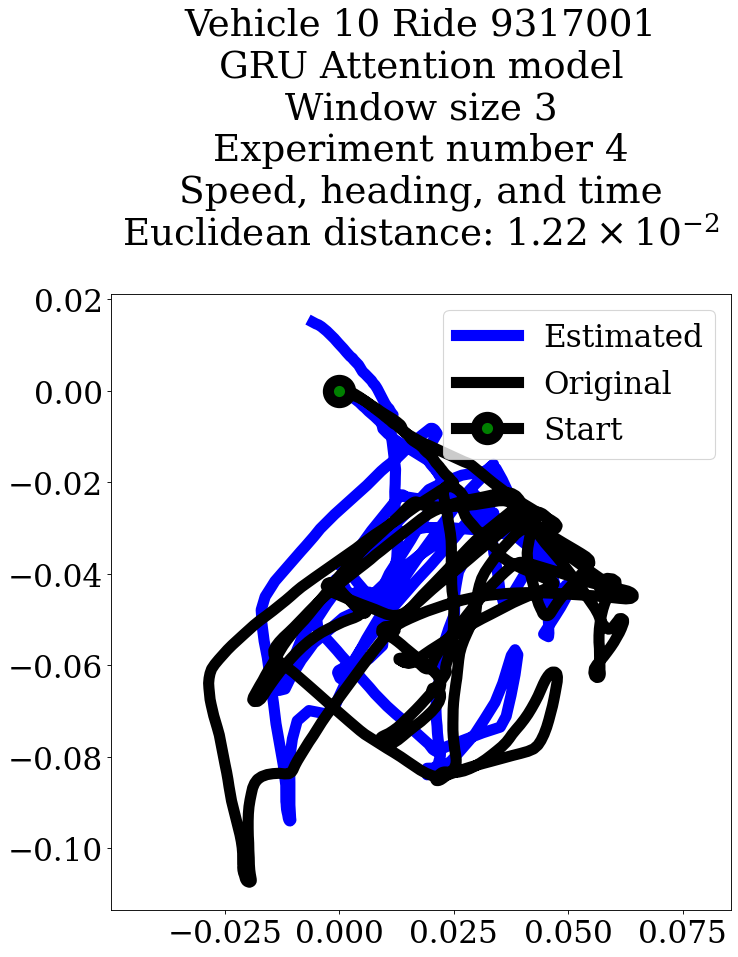 Vehicle 10 Ride 9317001
GRU Attention model
Window size 3
Experiment number 4
Speed, heading, and time
Euclidean distance: 1.22 × 10⁻²
Estimated
Original
Start
0.02
0.00
−0.02
−0.04
−0.06
−0.08
−0.10
−0.025 0.000 0.025 0.050 0.075